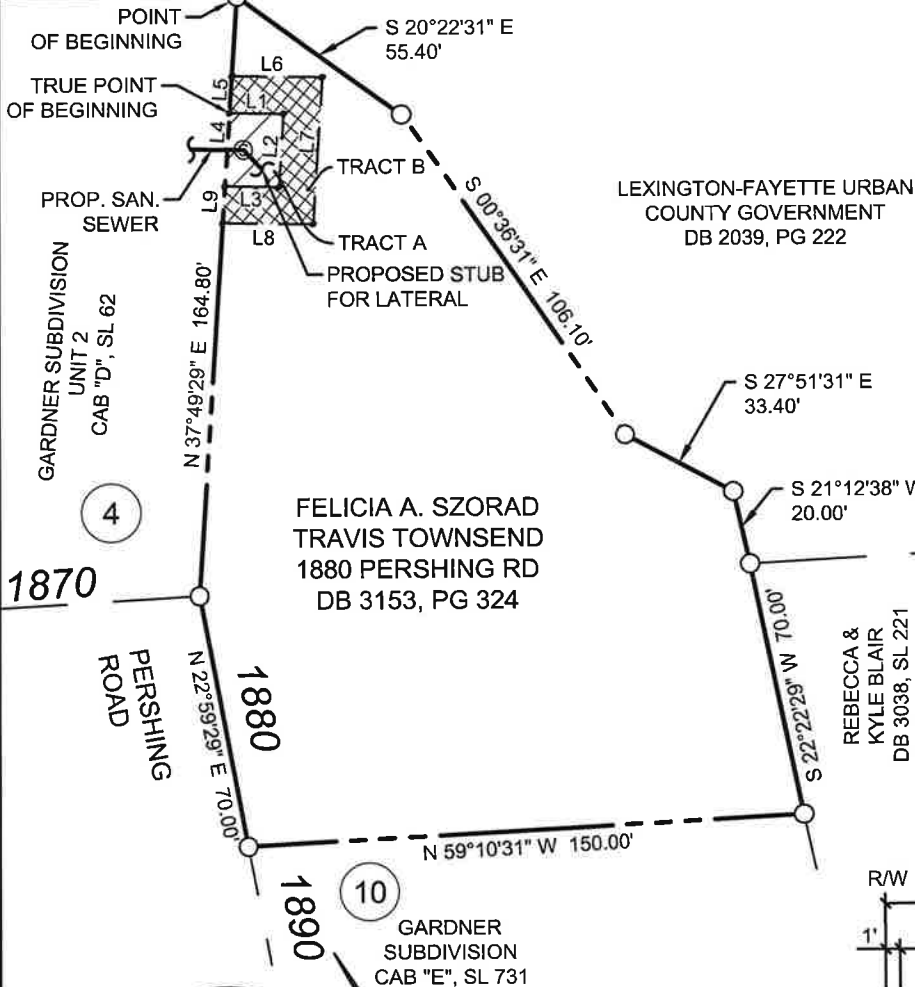 POINT
OF BEGINNING
S 20°22'31" E
55.40'
TRUE POINT
OF BEGINNING
L6
L5
L1
L4
L2
L7
TRACT B
PROP. SAN.
SEWER
L9
L3
L8
TRACT A
PROPOSED STUB
FOR LATERAL
S 00°36'31" E 106.10'
LEXINGTON-FAYETTE URBAN
COUNTY GOVERNMENT
DB 2039, PG 222
GARDNER SUBDIVISION
UNIT 2
CAB "D", SL 62
N 37°49'29" E 164.80'
S 27°51'31" E
33.40'
S 21°12'38" W
20.00'
4
FELICIA A. SZORAD
TRAVIS TOWNSEND
1880 PERSHING RD
DB 3153, PG 324
1870
PERSHING
ROAD
N 22°59'29" E 70.00'
1880
S 22°22'29" W 70.00'
REBECCA &
KYLE BLAIR
DB 3038, SL 221
N 59°10'31" W 150.00'
1890
10
GARDNER
SUBDIVISION
CAB "E", SL 731
R/W
1'